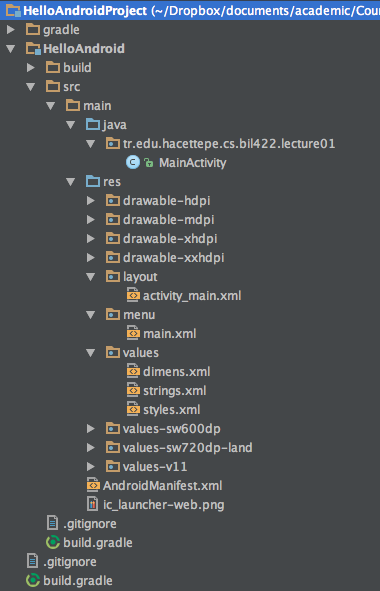 HelloAndroidProject (~/Dropbox/documents/academic/Cou
gradle
HelloAndroid
build
src
main
java
tr.edu.hacettepe.cs.bil422.lecture01
MainActivity
res
drawable-hdpi
drawable-mdpi
drawable-xhdpi
drawable-xxhdpi
layout
activity_main.xml
menu
main.xml
values
dimens.xml
strings.xml
styles.xml
values-sw600dp
values-sw720dp-land
values-v11
AndroidManifest.xml
ic_launcher-web.png
.gitignore
build.gradle
.gitignore
build.gradle